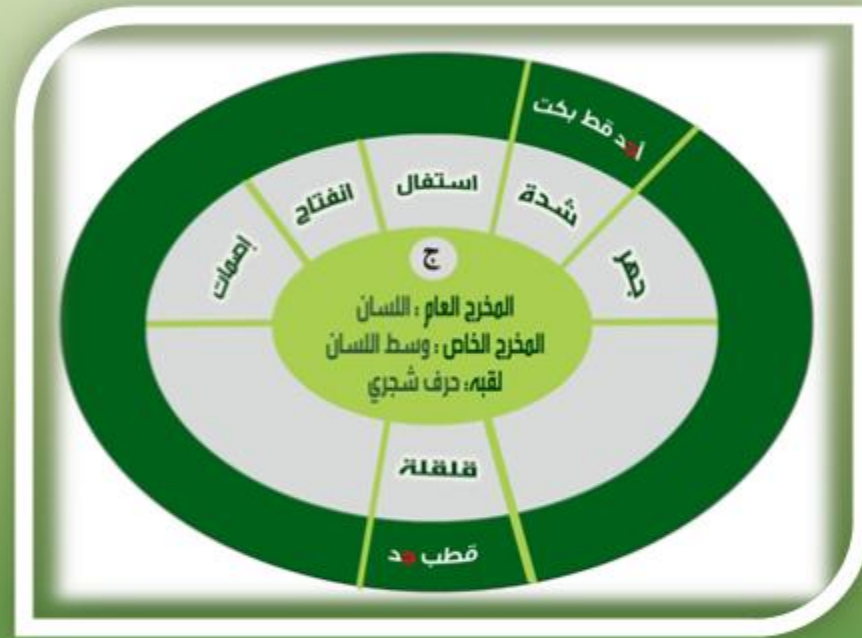 أجد قط بكت
جهر
شدة
استفال
انفتاح
إصمات
ج
المخرج العام : اللسان
المخرج الخاص : وسط اللسان
لقبه: حرف شجري
قلقلة
قطب جد